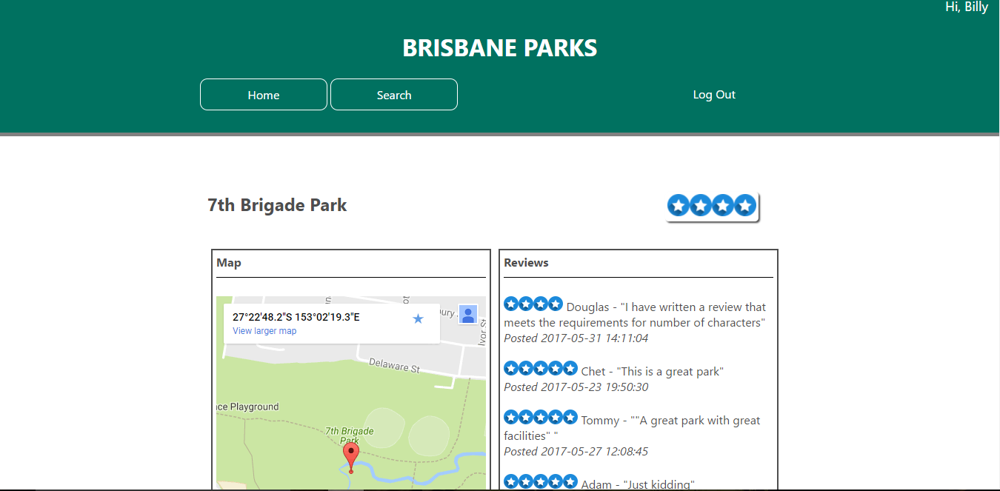 Hi, Billy
BRISBANE PARKS
Home
Search
Log Out
7th Brigade Park
Map
27°22'48.2"S 153°02'19.3"E
View larger map
Delaware St
Ivor St
ce Playground
7th Brigade
Park
Reviews
Douglas - "I have written a review that
meets the requirements for number of characters"
Posted 2017-05-31 14:11:04
Chet - "This is a great park"
Posted 2017-05-23 19:50:30
Tommy - ""A great park with great
facilities" "
Posted 2017-05-27 12:08:45
Adam - "Just kidding"